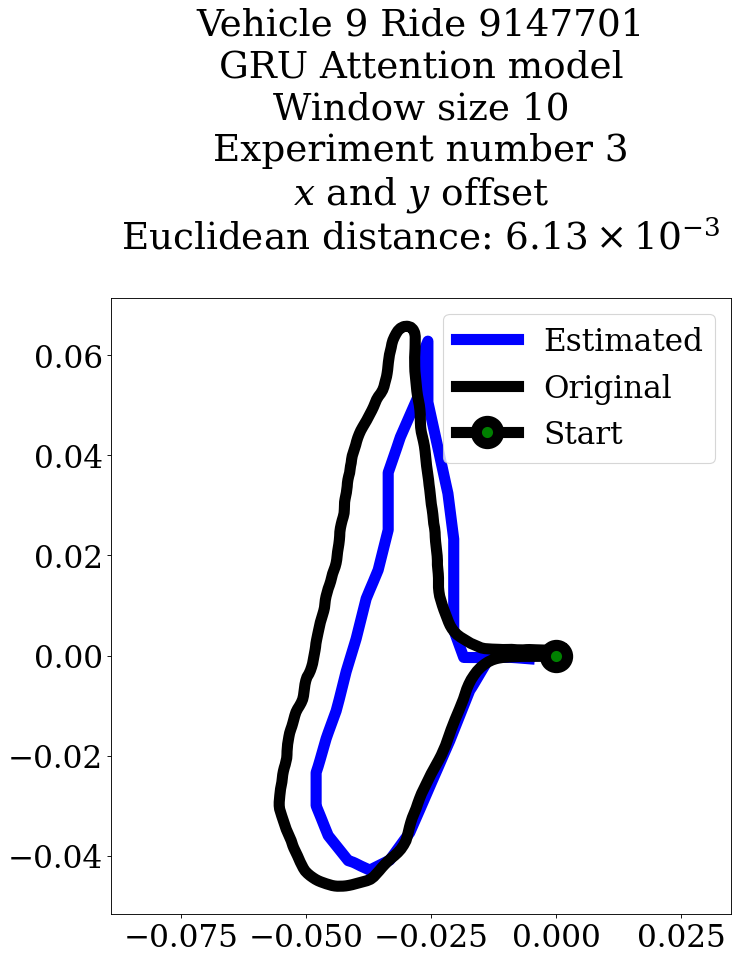 Vehicle 9 Ride 9147701
GRU Attention model
Window size 10
Experiment number 3
x and y offset
Euclidean distance: 6.13 × 10⁻³
Estimated
Original
Start
0.06
0.04
0.02
0.00
−0.02
−0.04
−0.075 −0.050 −0.025 0.000 0.025